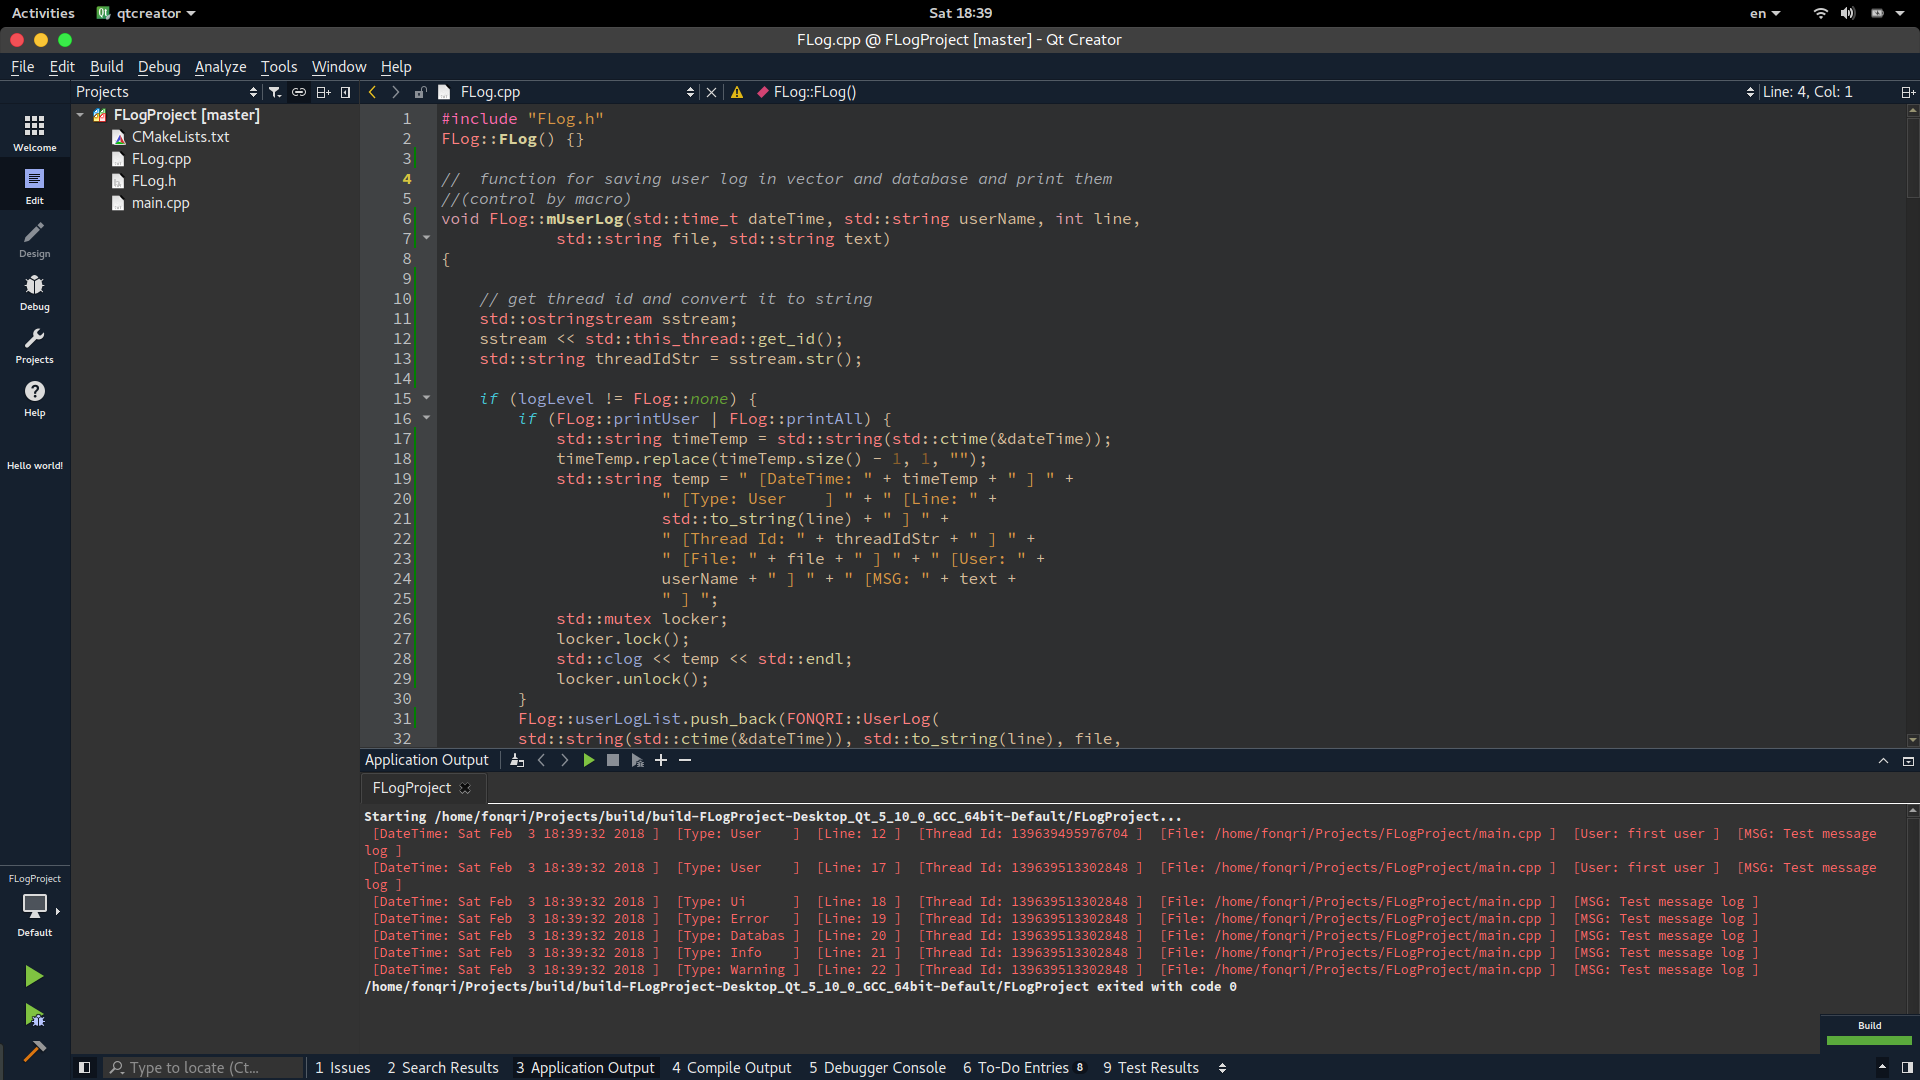 Activities qtcreator Sat 18:39 en
FLog.cpp @ FLogProject [master] - Qt Creator
File Edit Build Debug Analyze Tools Window Help
Projects FLog.cpp FLog::FLog() Line: 4, Col: 1
FLogProject [master]
CMakeLists.txt
FLog.cpp
FLog.h
main.cpp
Welcome
Edit
Design
Debug
Projects
Help
Hello world!
FLogProject
Default
1 #include "FLog.h"
2 FLog::FLog() {}
3
4 //  function for saving user log in vector and database and print them
5 //(control by macro)
6 void FLog::mUserLog(std::time_t dateTime, std::string userName, int line,
7             std::string file, std::string text)
8 {
9
10     // get thread id and convert it to string
11     std::ostringstream sstream;
12     sstream << std::this_thread::get_id();
13     std::string threadIdStr = sstream.str();
14
15     if (logLevel != FLog::none) {
16         if (FLog::printUser | FLog::printAll) {
17             std::string timeTemp = std::string(std::ctime(&dateTime));
18             timeTemp.replace(timeTemp.size() - 1, 1, "");
19             std::string temp = " [DateTime: " + timeTemp + " ] " +
20                        " [Type: User    ] " + " [Line: " +
21                        std::to_string(line) + " ] " +
22                        " [Thread Id: " + threadIdStr + " ] " +
23                        " [File: " + file + " ] " + " [User: " +
24                        userName + " ] " + " [MSG: " + text +
25                        " ] ";
26             std::mutex locker;
27             locker.lock();
28             std::clog << temp << std::endl;
29             locker.unlock();
30         }
31         FLog::userLogList.push_back(FONQRI::UserLog(
32         std::string(std::ctime(&dateTime)), std::to_string(line), file,
Application Output
FLogProject
Starting /home/fonqri/Projects/build/build-FLogProject-Desktop_Qt_5_10_0_GCC_64bit-Default/FLogProject...
[DateTime: Sat Feb  3 18:39:32 2018 ]  [Type: User    ]  [Line: 12 ]  [Thread Id: 139639495976704 ]  [File: /home/fonqri/Projects/FLogProject/main.cpp ]  [User: first user ]  [MSG: Test message
log ]
[DateTime: Sat Feb  3 18:39:32 2018 ]  [Type: User    ]  [Line: 17 ]  [Thread Id: 139639513302848 ]  [File: /home/fonqri/Projects/FLogProject/main.cpp ]  [User: first user ]  [MSG: Test message
log ]
[DateTime: Sat Feb  3 18:39:32 2018 ]  [Type: Ui      ]  [Line: 18 ]  [Thread Id: 139639513302848 ]  [File: /home/fonqri/Projects/FLogProject/main.cpp ]  [MSG: Test message log ]
[DateTime: Sat Feb  3 18:39:32 2018 ]  [Type: Error   ]  [Line: 19 ]  [Thread Id: 139639513302848 ]  [File: /home/fonqri/Projects/FLogProject/main.cpp ]  [MSG: Test message log ]
[DateTime: Sat Feb  3 18:39:32 2018 ]  [Type: Databas ]  [Line: 20 ]  [Thread Id: 139639513302848 ]  [File: /home/fonqri/Projects/FLogProject/main.cpp ]  [MSG: Test message log ]
[DateTime: Sat Feb  3 18:39:32 2018 ]  [Type: Info    ]  [Line: 21 ]  [Thread Id: 139639513302848 ]  [File: /home/fonqri/Projects/FLogProject/main.cpp ]  [MSG: Test message log ]
[DateTime: Sat Feb  3 18:39:32 2018 ]  [Type: Warning ]  [Line: 22 ]  [Thread Id: 139639513302848 ]  [File: /home/fonqri/Projects/FLogProject/main.cpp ]  [MSG: Test message log ]
/home/fonqri/Projects/build/build-FLogProject-Desktop_Qt_5_10_0_GCC_64bit-Default/FLogProject exited with code 0
Build
Type to locate (Ct... 1 Issues 2 Search Results 3 Application Output 4 Compile Output 5 Debugger Console 6 To-Do Entries 8 9 Test Results